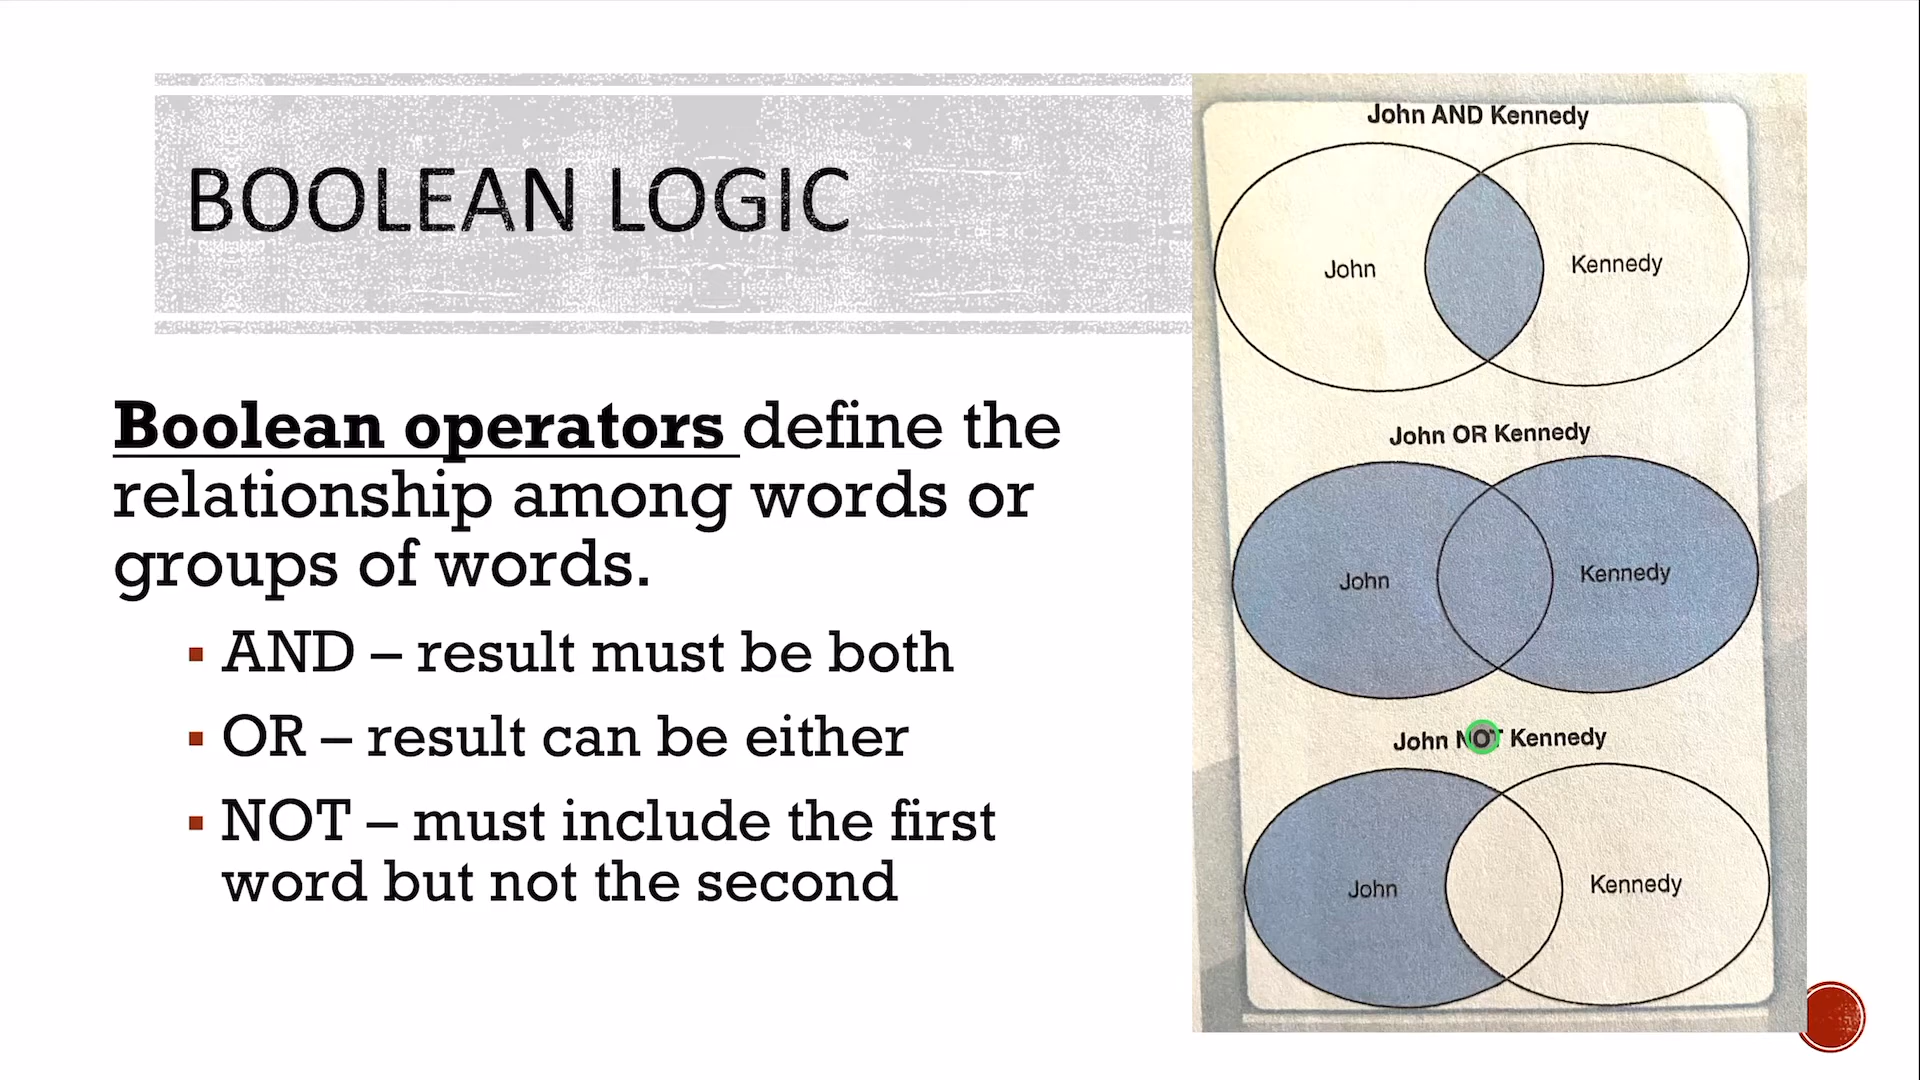 BOOLEAN LOGIC
Boolean operators define the
relationship among words or
groups of words.
▪ AND – result must be both
▪ OR – result can be either
▪ NOT – must include the first
word but not the second
John AND Kennedy
John
Kennedy
John OR Kennedy
John
Kennedy
John NOT Kennedy
John
Kennedy